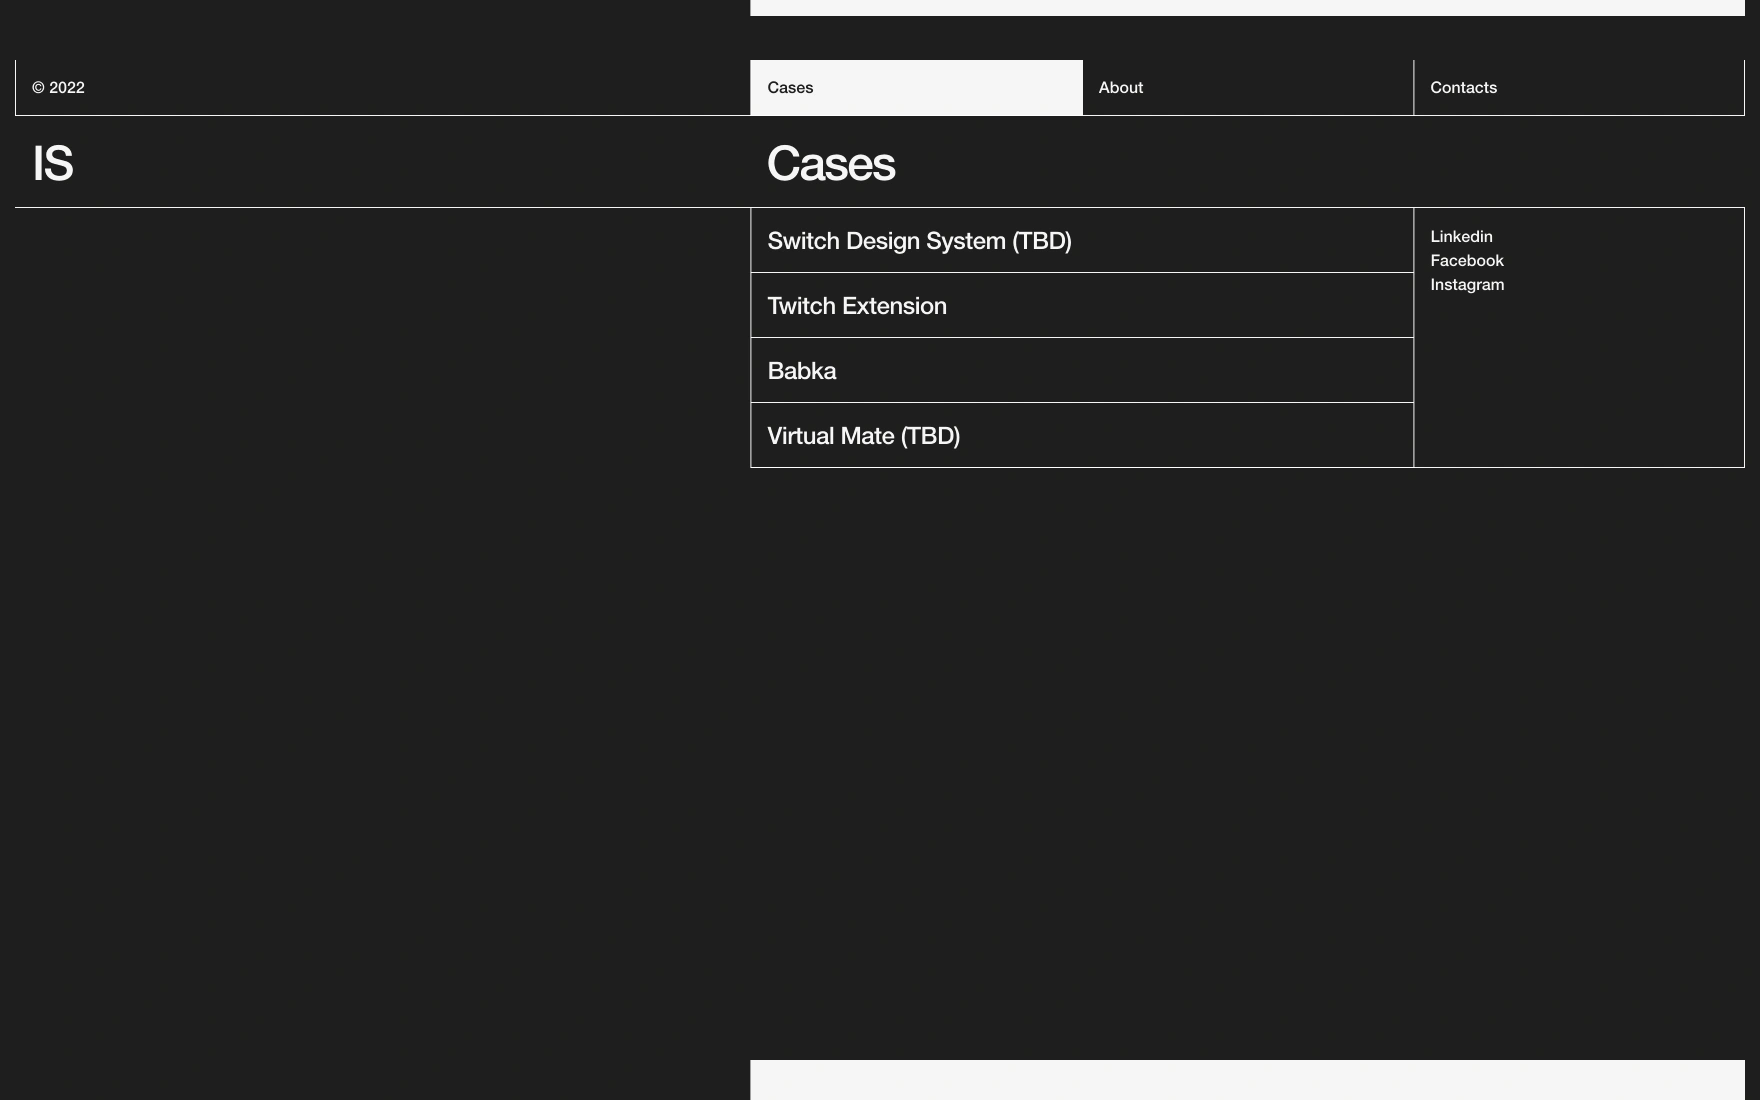 © 2022
Cases
About
Contacts
IS
Cases
Switch Design System (TBD)
Twitch Extension
Babka
Virtual Mate (TBD)
Linkedin
Facebook
Instagram